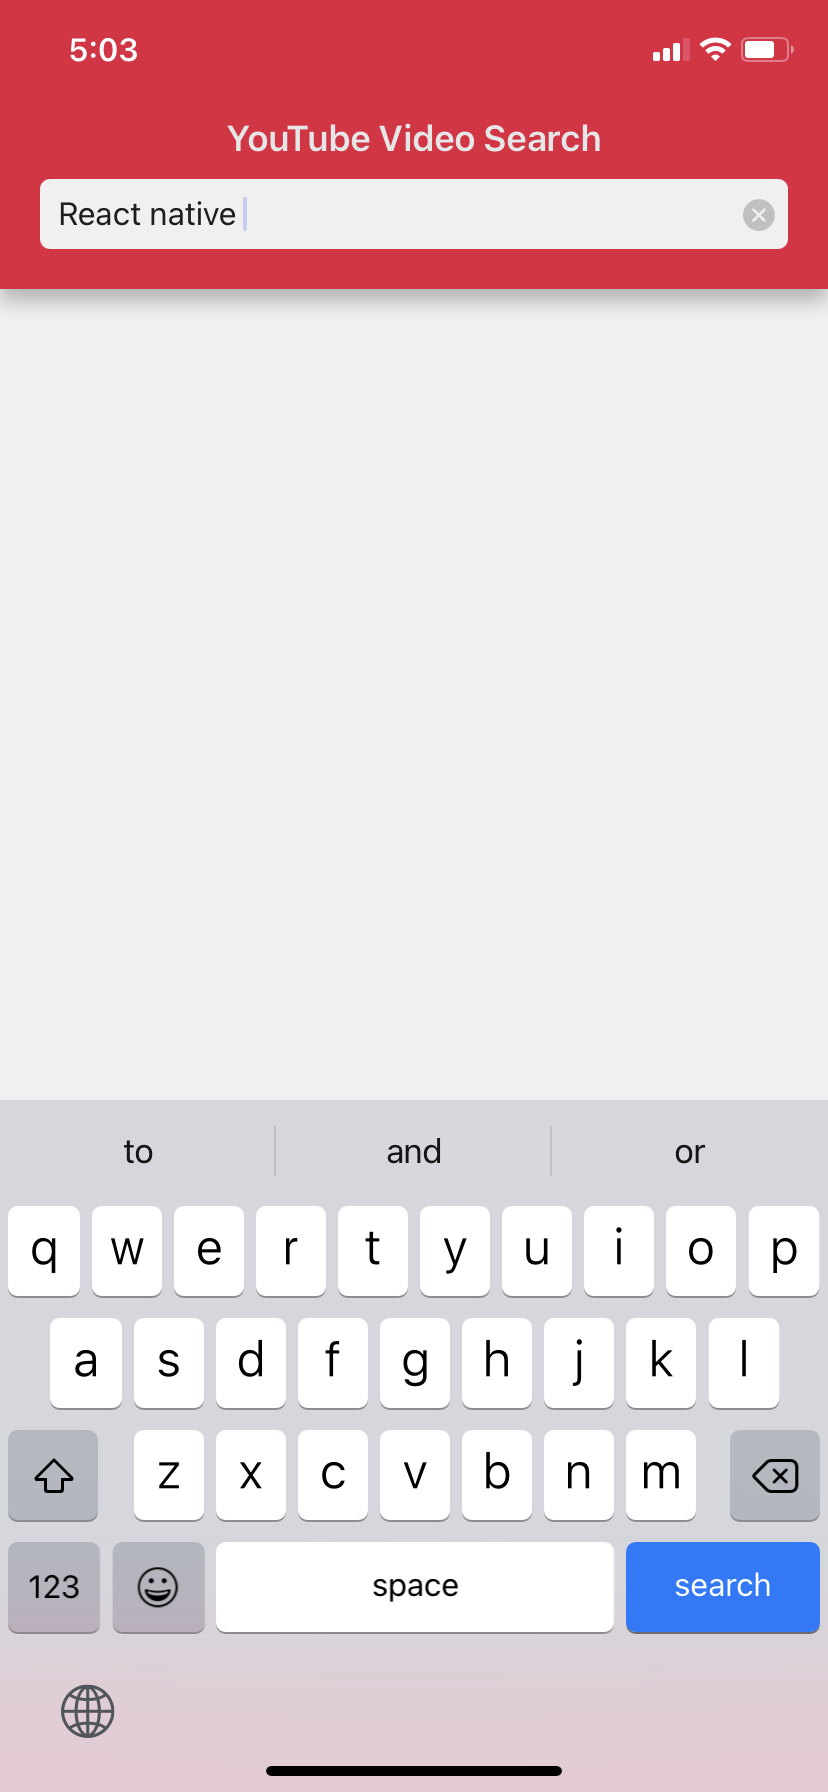 5:03
YouTube Video Search
React native
to and or
q w e r t y u i o p
a s d f g h j k l
z x c v b n m
123 space search